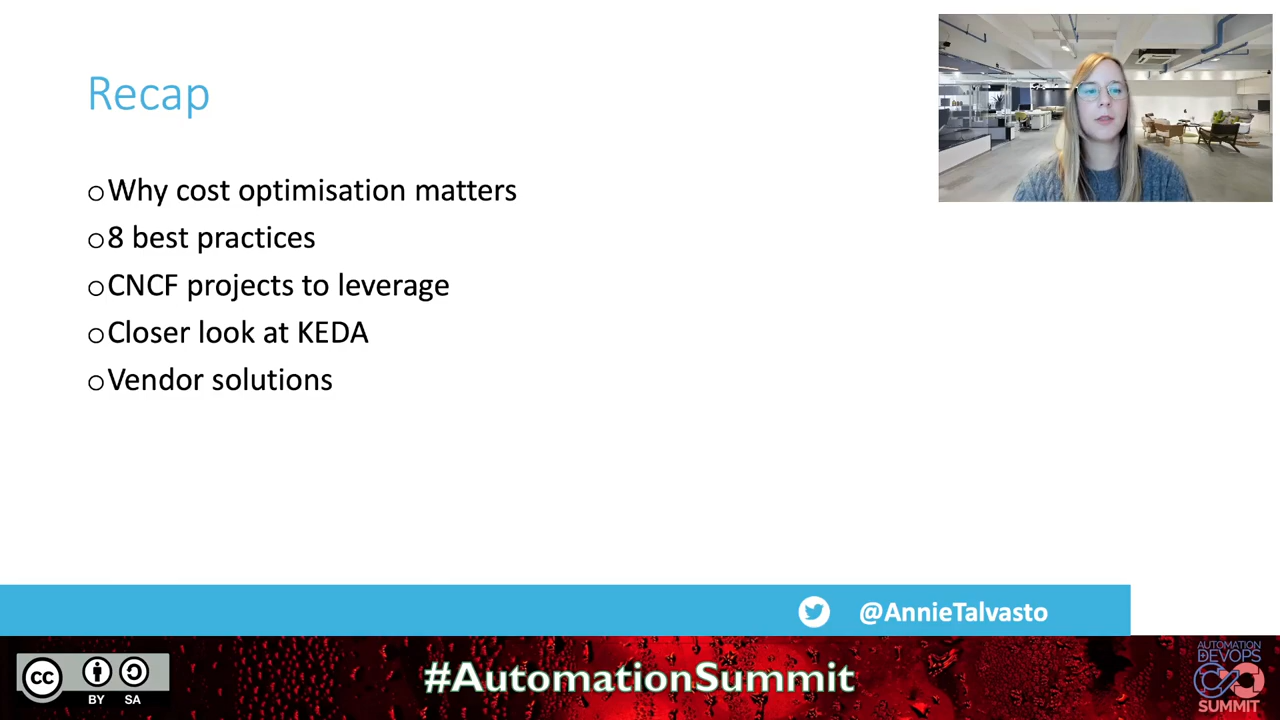 Recap
Why cost optimisation matters
8 best practices
CNCF projects to leverage
Closer look at KEDA
Vendor solutions
@AnnieTalvasto
cc
BY SA
#AutomationSummit
AUTOMATION
DEVOPS
SUMMIT